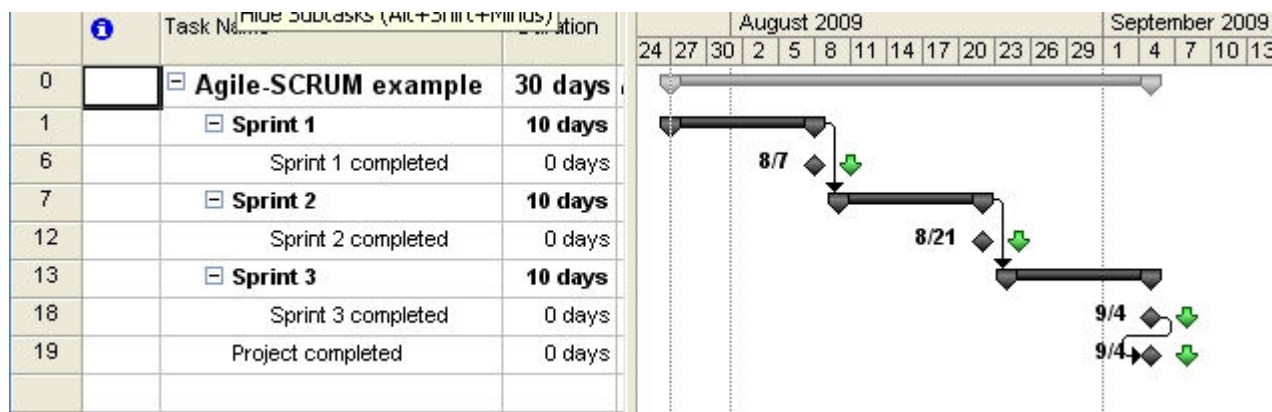 Hide Subtasks (Alt+Shift+Minus)
August 2009 September 2009
24 27 30 2 5 8 11 14 17 20 23 26 29 1 4 7 10 13
0 Agile-SCRUM example 30 days
1 Sprint 1 10 days
6 Sprint 1 completed 0 days 8/7
7 Sprint 2 10 days
12 Sprint 2 completed 0 days 8/21
13 Sprint 3 10 days
18 Sprint 3 completed 0 days 9/4
19 Project completed 0 days 9/4